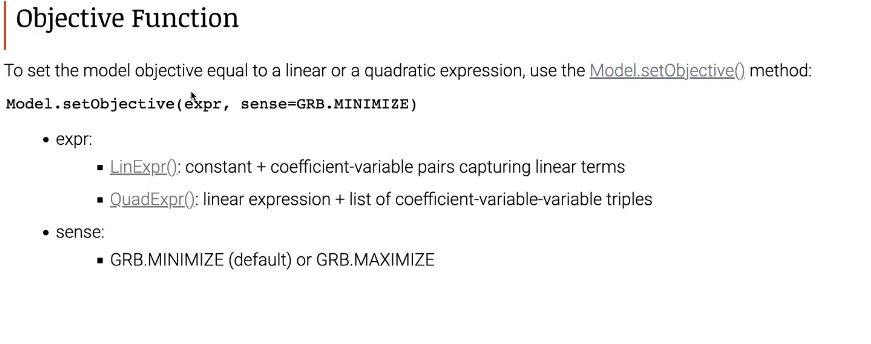 Objective Function
To set the model objective equal to a linear or a quadratic expression, use the Model.setObjective() method:
Model.setObjective(expr, sense=GRB.MINIMIZE)
• expr:
▪ LinExpr(): constant + coefficient-variable pairs capturing linear terms
▪ QuadExpr(): linear expression + list of coefficient-variable-variable triples
• sense:
▪ GRB.MINIMIZE (default) or GRB.MAXIMIZE